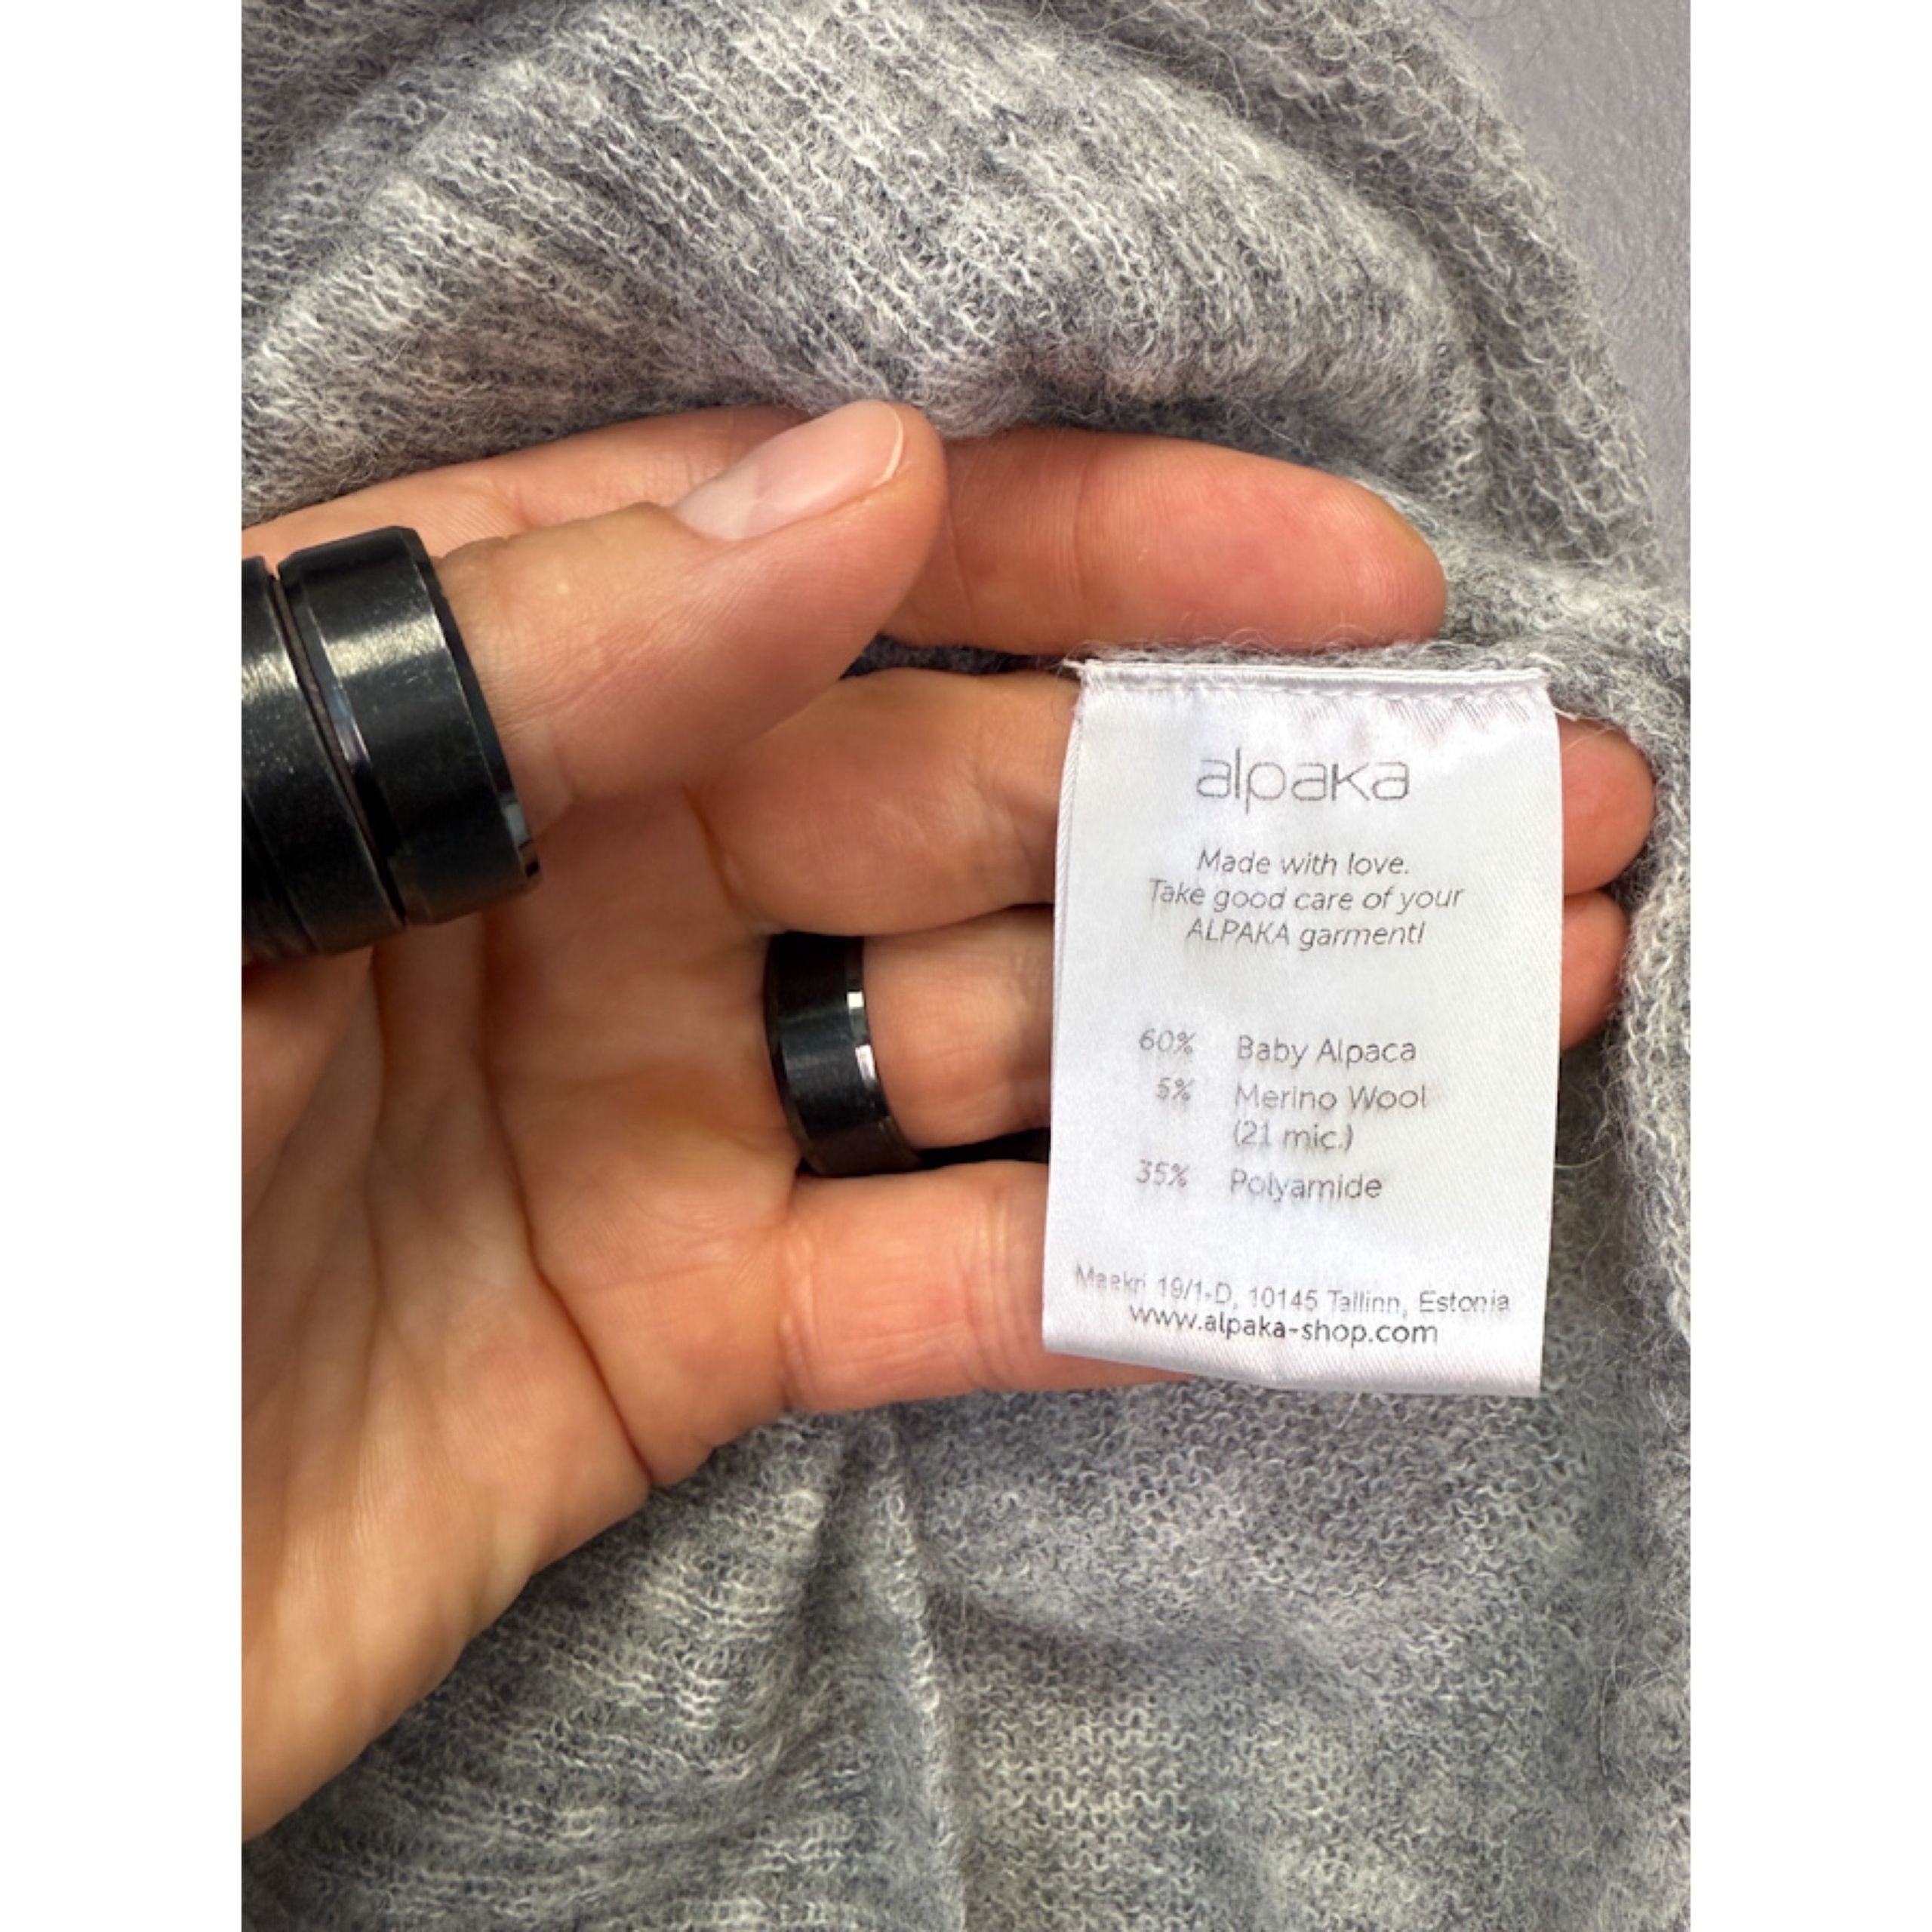 alpaka
Made with love.
Take good care of your
ALPAKA garment!
60% Baby Alpaca
5% Merino Wool
(21 mic.)
35% Polyamide
Maakri 19/1-D, 10145 Tallinn, Estonia
www.alpaka-shop.com